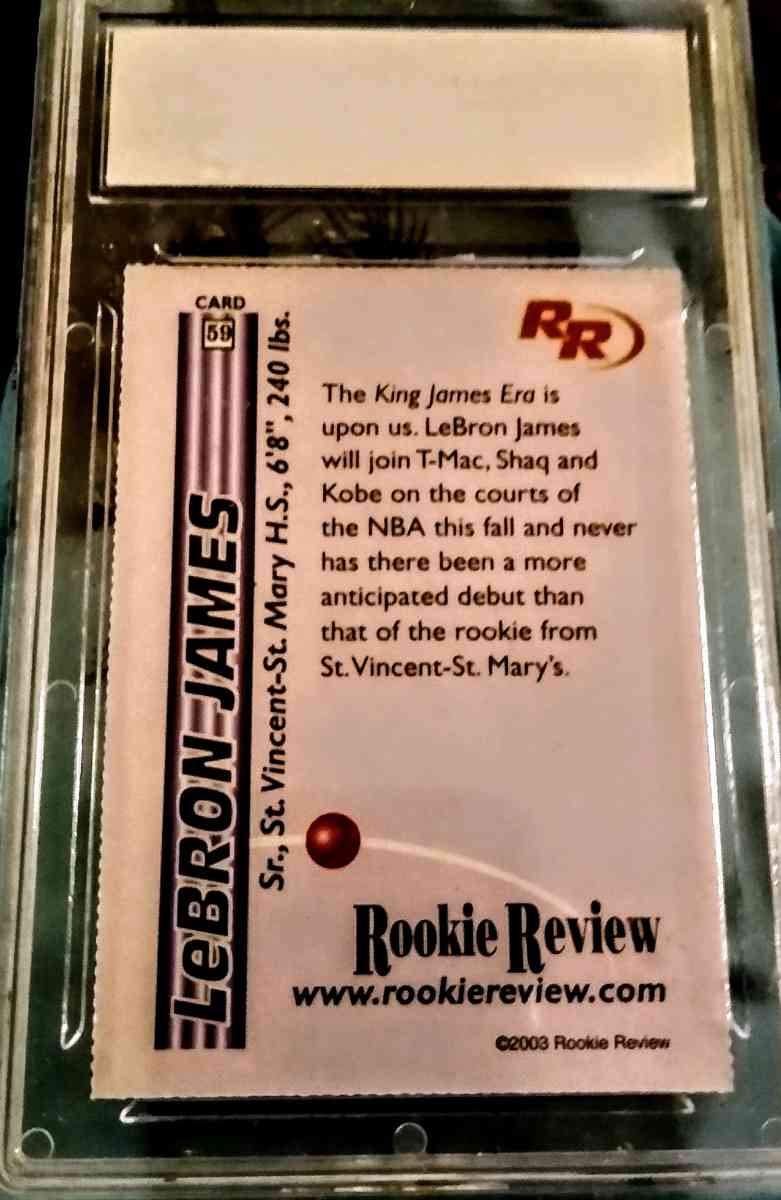 CARD
59
LeBRON JAMES
Sr., St. Vincent-St. Mary H.S., 6'8", 240 lbs.
RR
The King James Era is
upon us. LeBron James
will join T-Mac, Shaq and
Kobe on the courts of
the NBA this fall and never
has there been a more
anticipated debut than
that of the rookie from
St. Vincent-St. Mary's.
Rookie Review
www.rookiereview.com
©2003 Rookie Review